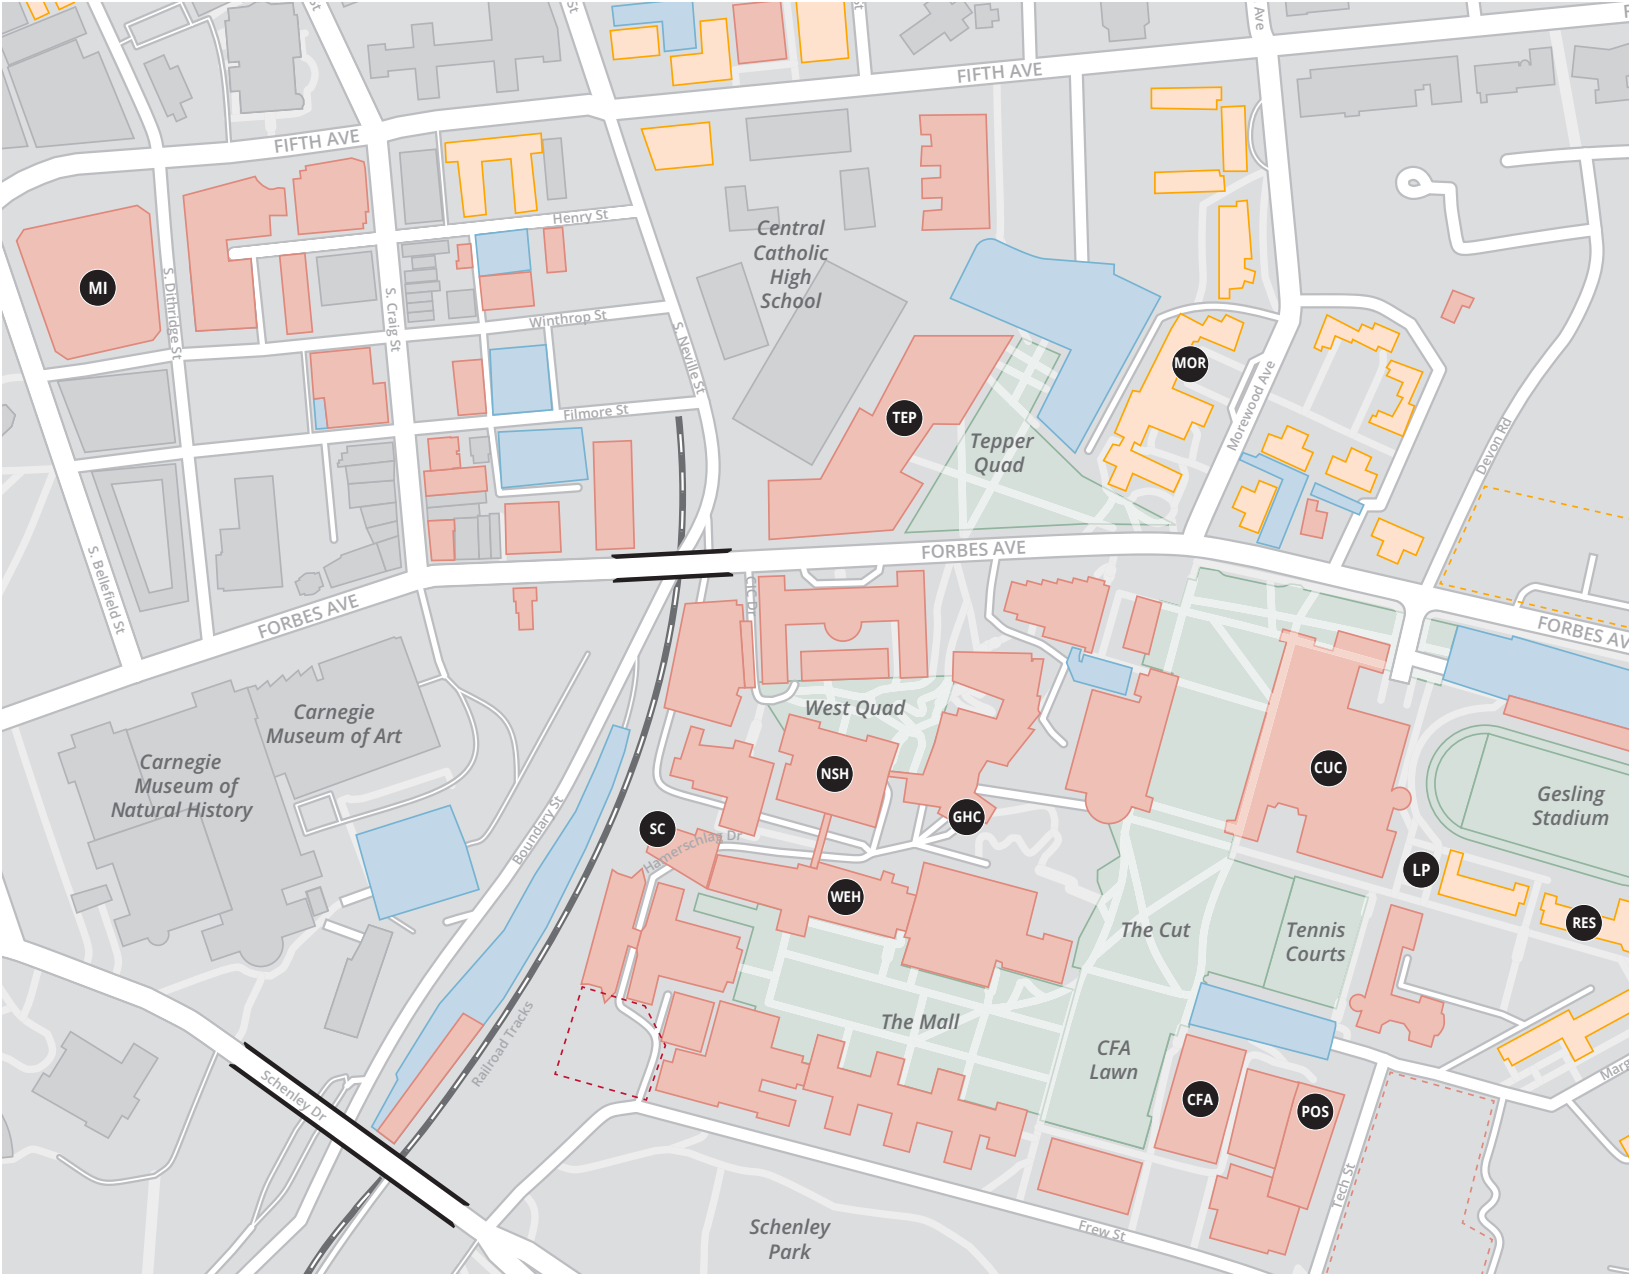 Ave
FIFTH AVE
FIFTH AVE
Henry St
Central
Catholic
High
School
MI
S. Dithridge St
S. Craig St
Winthrop St
S. Neville St
MOR
Morewood Ave
TEP
Filmore St
Tepper
Quad
Devon Rd
FORBES AVE
S. Bellefield St
FORBES AVE
CIC Dr
FORBES AV
Carnegie
Museum of Art
West Quad
Carnegie
Museum of
Natural History
NSH
CUC
Gesling
Stadium
GHC
SC
Hamerschlag Dr
Boundary St
LP
WEH
RES
The Cut
Tennis
Courts
The Mall
Railroad Tracks
CFA
Lawn
Marg
Schenley Dr
CFA
POS
Tech St
Schenley
Park
Frew St